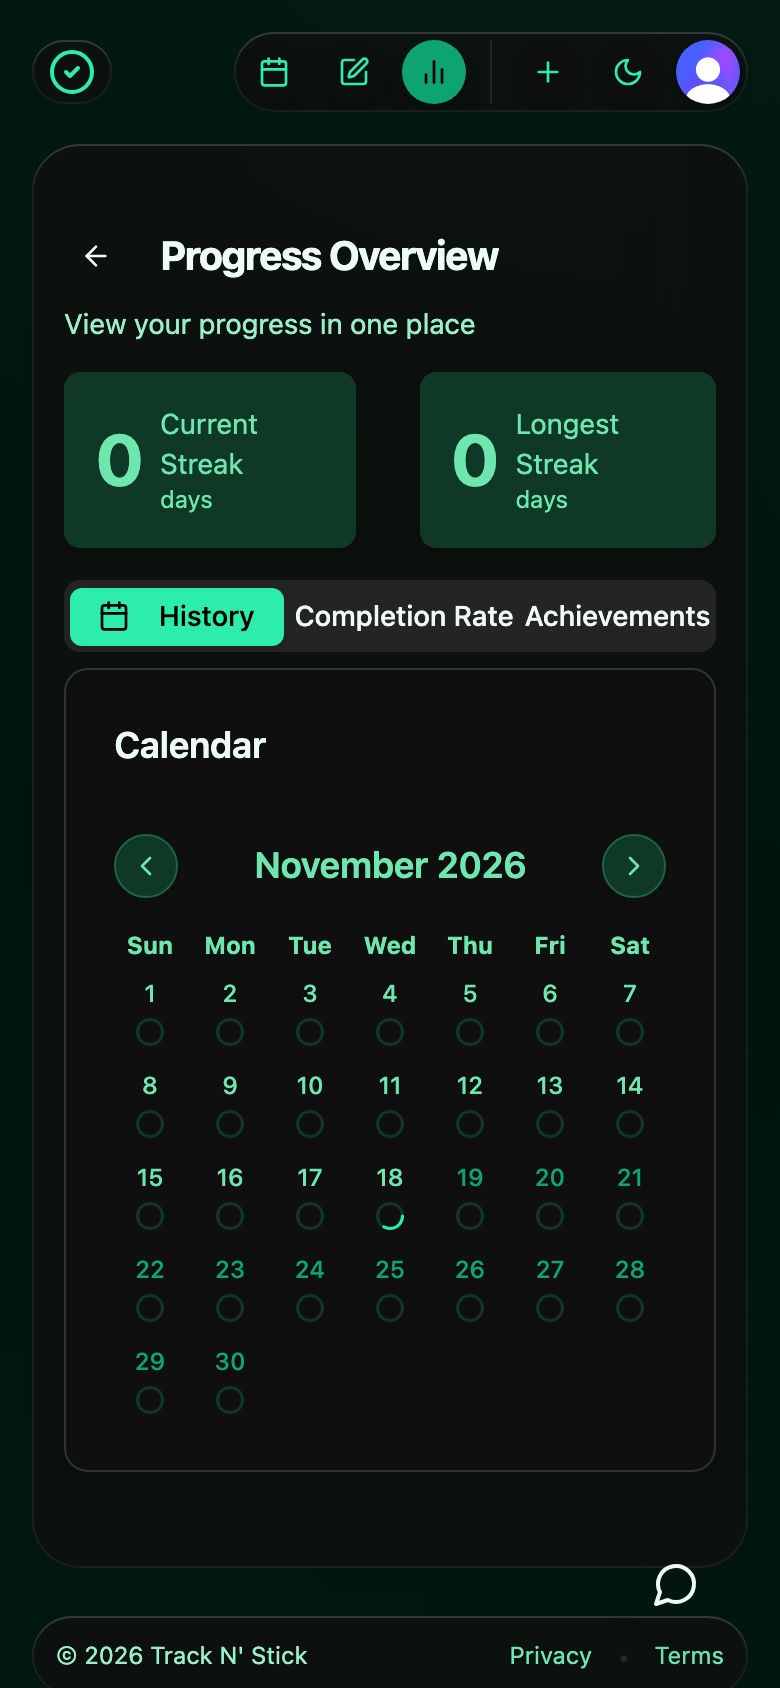 Progress Overview
View your progress in one place
0 Current Streak days
0 Longest Streak days
History Completion Rate Achievements
Calendar
November 2026
Sun Mon Tue Wed Thu Fri Sat
1 2 3 4 5 6 7
8 9 10 11 12 13 14
15 16 17 18 19 20 21
22 23 24 25 26 27 28
29 30
© 2026 Track N' Stick Privacy • Terms